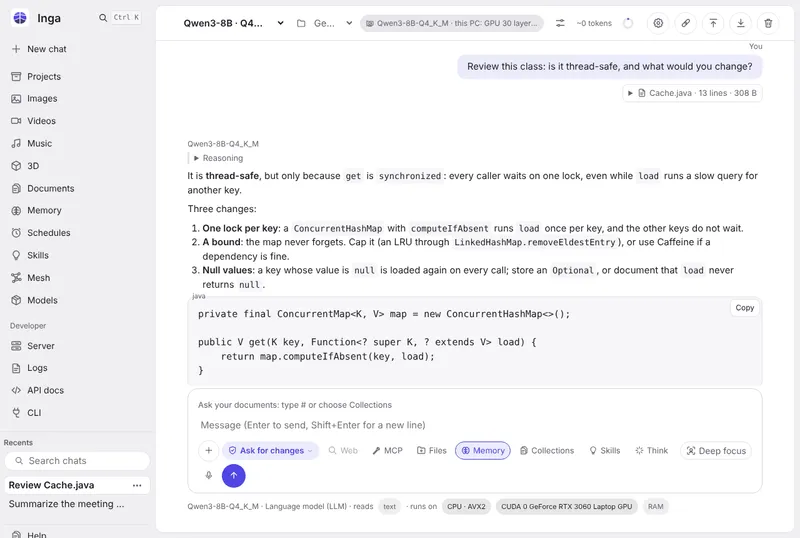 Inga
Ctrl K
New chat
Projects
Images
Videos
Music
3D
Documents
Memory
Schedules
Skills
Mesh
Models
Developer
Server
Logs
API docs
CLI
Recents
Search chats
Review Cache.java ...
Summarize the meeting ...
Help
Qwen3-8B · Q4...
Ge...
Qwen3-8B-Q4_K_M · this PC: GPU 30 layer...
~0 tokens
You
Review this class: is it thread-safe, and what would you change?
Cache.java · 13 lines · 308 B
Qwen3-8B-Q4_K_M
Reasoning
It is thread-safe, but only because get is synchronized: every caller waits on one lock, even while load runs a slow query for
another key.
Three changes:
1. One lock per key: a ConcurrentHashMap with computeIfAbsent runs load once per key, and the other keys do not wait.
2. A bound: the map never forgets. Cap it (an LRU through LinkedHashMap.removeEldestEntry), or use Caffeine if a
dependency is fine.
3. Null values: a key whose value is null is loaded again on every call; store an Optional, or document that load never
returns null.
java
Copy
private final ConcurrentMap<K, V> map = new ConcurrentHashMap<>();
public V get(K key, Function<? super K, ? extends V> load) {
    return map.computeIfAbsent(key, load);
}
Ask your documents: type # or choose Collections
Message (Enter to send, Shift+Enter for a new line)
Ask for changes
Web
MCP
Files
Memory
Collections
Skills
Think
Deep focus
Qwen3-8B-Q4_K_M · Language model (LLM) · reads text · runs on CPU · AVX2 CUDA 0 GeForce RTX 3060 Laptop GPU RAM